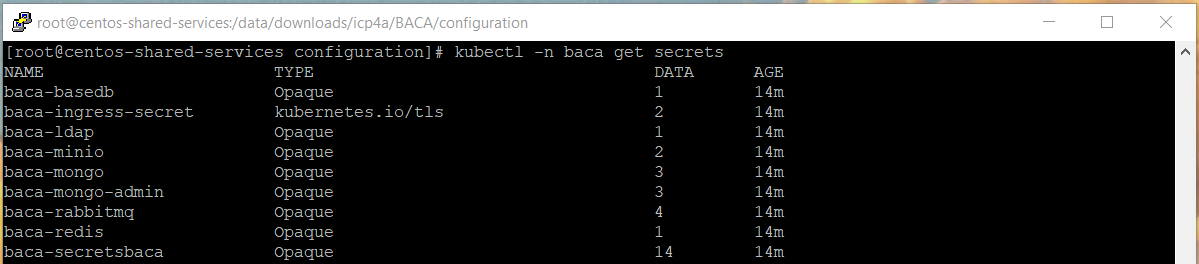 root@centos-shared-services:/data/downloads/icp4a/BACA/configuration
[root@centos-shared-services configuration]# kubectl -n baca get secrets
NAME TYPE DATA AGE
baca-basedb Opaque 1 14m
baca-ingress-secret kubernetes.io/tls 2 14m
baca-ldap Opaque 1 14m
baca-minio Opaque 2 14m
baca-mongo Opaque 3 14m
baca-mongo-admin Opaque 3 14m
baca-rabbitmq Opaque 4 14m
baca-redis Opaque 1 14m
baca-secretsbaca Opaque 14 14m